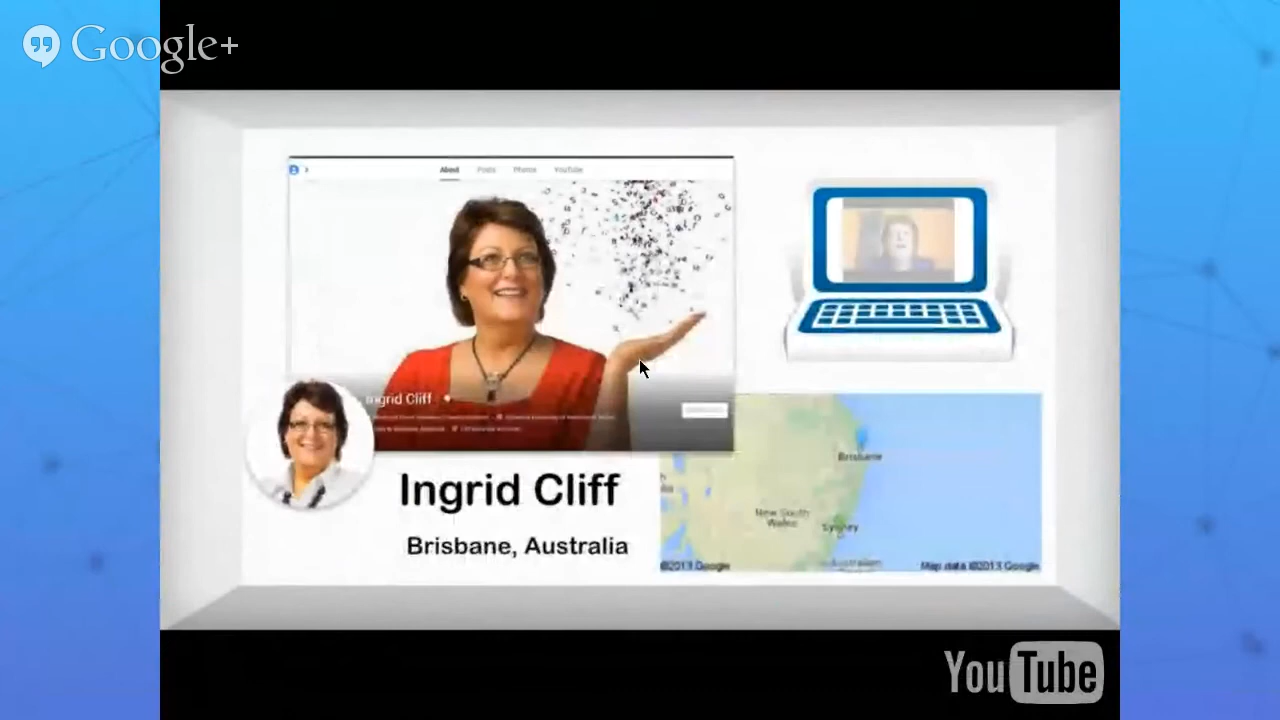 Google+
About Posts Photos YouTube
Ingrid Cliff
Ingrid Cliff
Brisbane, Australia
Brisbane
New South
Wales
Sydney
©2013 Google
Map data ©2013 Google
YouTube